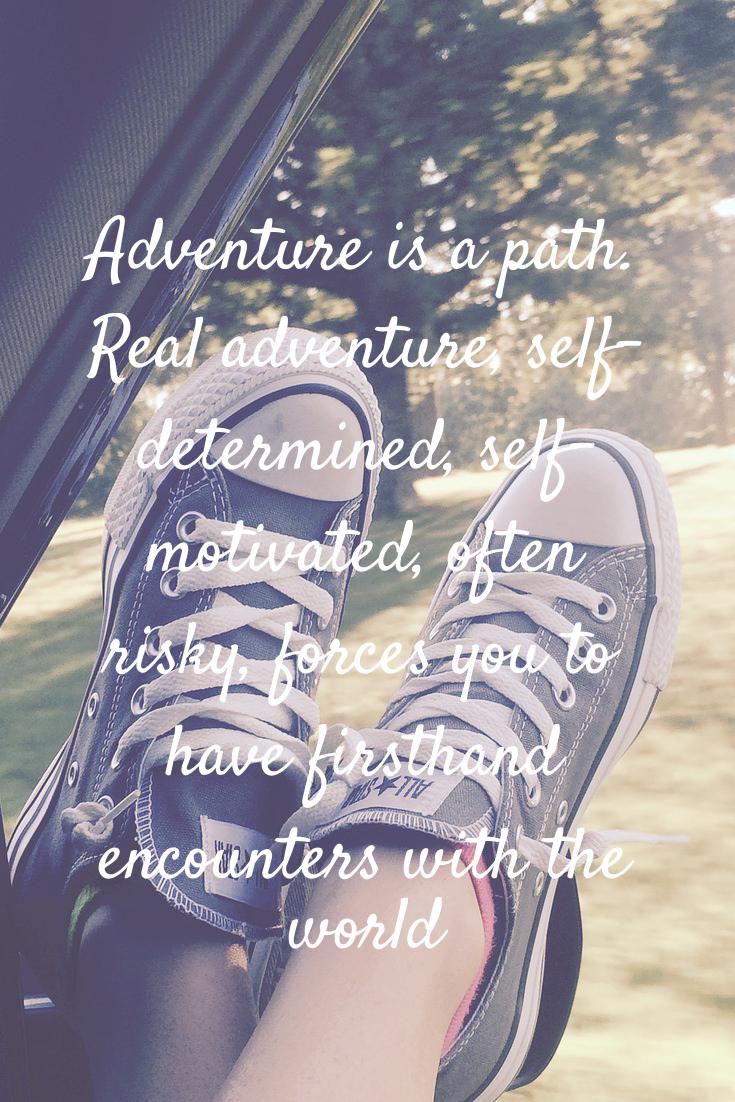 Adventure is a path.
Real adventure, self-
determined, self-
motivated, often
risky, forces you to
have firsthand
encounters with the
world
ALL★STAR